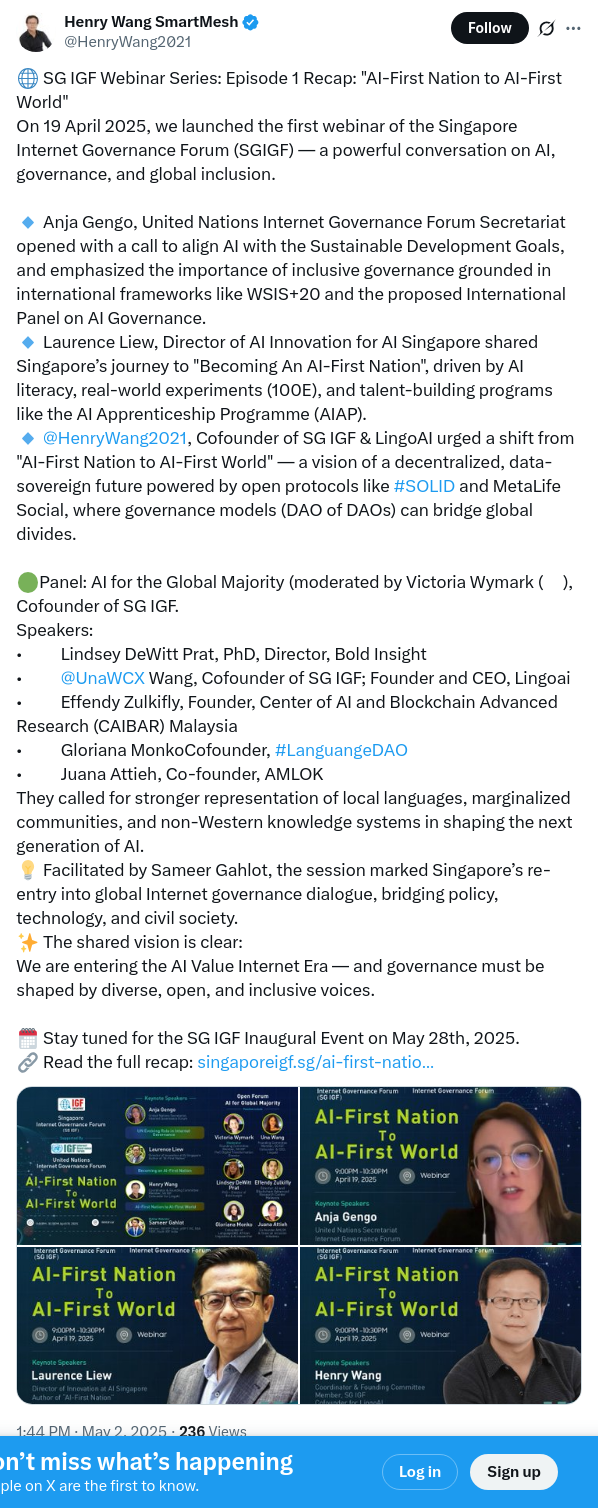 Henry Wang SmartMesh
@HenryWang2021
Follow
SG IGF Webinar Series: Episode 1 Recap: "AI-First Nation to AI-First
World"
On 19 April 2025, we launched the first webinar of the Singapore
Internet Governance Forum (SGIGF) — a powerful conversation on AI,
governance, and global inclusion.
Anja Gengo, United Nations Internet Governance Forum Secretariat
opened with a call to align AI with the Sustainable Development Goals,
and emphasized the importance of inclusive governance grounded in
international frameworks like WSIS+20 and the proposed International
Panel on AI Governance.
Laurence Liew, Director of AI Innovation for AI Singapore shared
Singapore’s journey to "Becoming An AI-First Nation", driven by AI
literacy, real-world experiments (100E), and talent-building programs
like the AI Apprenticeship Programme (AIAP).
@HenryWang2021, Cofounder of SG IGF & LingoAI urged a shift from
"AI-First Nation to AI-First World" — a vision of a decentralized, data-
sovereign future powered by open protocols like #SOLID and MetaLife
Social, where governance models (DAO of DAOs) can bridge global
divides.
Panel: AI for the Global Majority (moderated by Victoria Wymark ( ),
Cofounder of SG IGF.
Speakers:
• Lindsey DeWitt Prat, PhD, Director, Bold Insight
• @UnaWCX Wang, Cofounder of SG IGF; Founder and CEO, Lingoai
• Effendy Zulkifly, Founder, Center of AI and Blockchain Advanced
Research (CAIBAR) Malaysia
• Gloriana MonkoCofounder, #LanguangeDAO
• Juana Attieh, Co-founder, AMLOK
They called for stronger representation of local languages, marginalized
communities, and non-Western knowledge systems in shaping the next
generation of AI.
Facilitated by Sameer Gahlot, the session marked Singapore’s re-
entry into global Internet governance dialogue, bridging policy,
technology, and civil society.
The shared vision is clear:
We are entering the AI Value Internet Era — and governance must be
shaped by diverse, open, and inclusive voices.
Stay tuned for the SG IGF Inaugural Event on May 28th, 2025.
Read the full recap: singaporeigf.sg/ai-first-natio...
IGF
Singapore
Internet Governance Forum
(SG IGF)
IGF
United Nations
Internet Governance Forum
AI-First Nation
To
AI-First World
Keynote Speakers
Anja Gengo
Laurence Liew
Becoming an AI-First Nation
Henry Wang
AI-First Nation to AI-First World
Sameer Gahlot
Open Forum
AI for Global Majority
Victoria Wymark
Una Wang
Lindsey DeWitt
Prat
Effendy Zulkifly
Gloriana Monko
Juana Attieh
Internet Governance Forum
(SG IGF)
Internet Governance Forum
AI-First Nation
To
AI-First World
9:00PM -10:30PM
April 19, 2025
Webinar
Keynote Speakers
Anja Gengo
United Nations Secretariat
Internet Governance Forum
Internet Governance Forum
(SG IGF)
Internet Governance Forum
AI-First Nation
To
AI-First World
9:00PM -10:30PM
April 19, 2025
Webinar
Keynote Speakers
Laurence Liew
Director of Innovation at AI Singapore
Author of "AI-First Nation"
Internet Governance Forum
(SG IGF)
Internet Governance Forum
AI-First Nation
To
AI-First World
9:00PM -10:30PM
April 19, 2025
Webinar
Keynote Speakers
Henry Wang
Coordinator & Founding Committee
Member, SG IGF
Cofounder for LingoAI
1:44 PM · May 2, 2025 · 236 Views
on’t miss what’s happening
ple on X are the first to know.
Log in
Sign up